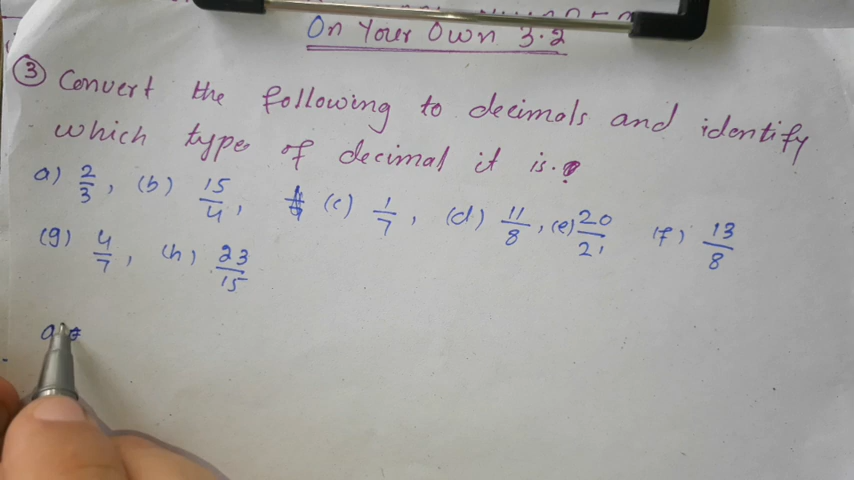 On Your Own 3.2
③ Convert the following to decimals and identify
which type of decimal it is.?
a) 2/3, (b) 15/4, (c) 1/7, (d) 11/8, (e) 20/21 (f) 13/8
(g) 4/7, (h) 23/15
a)